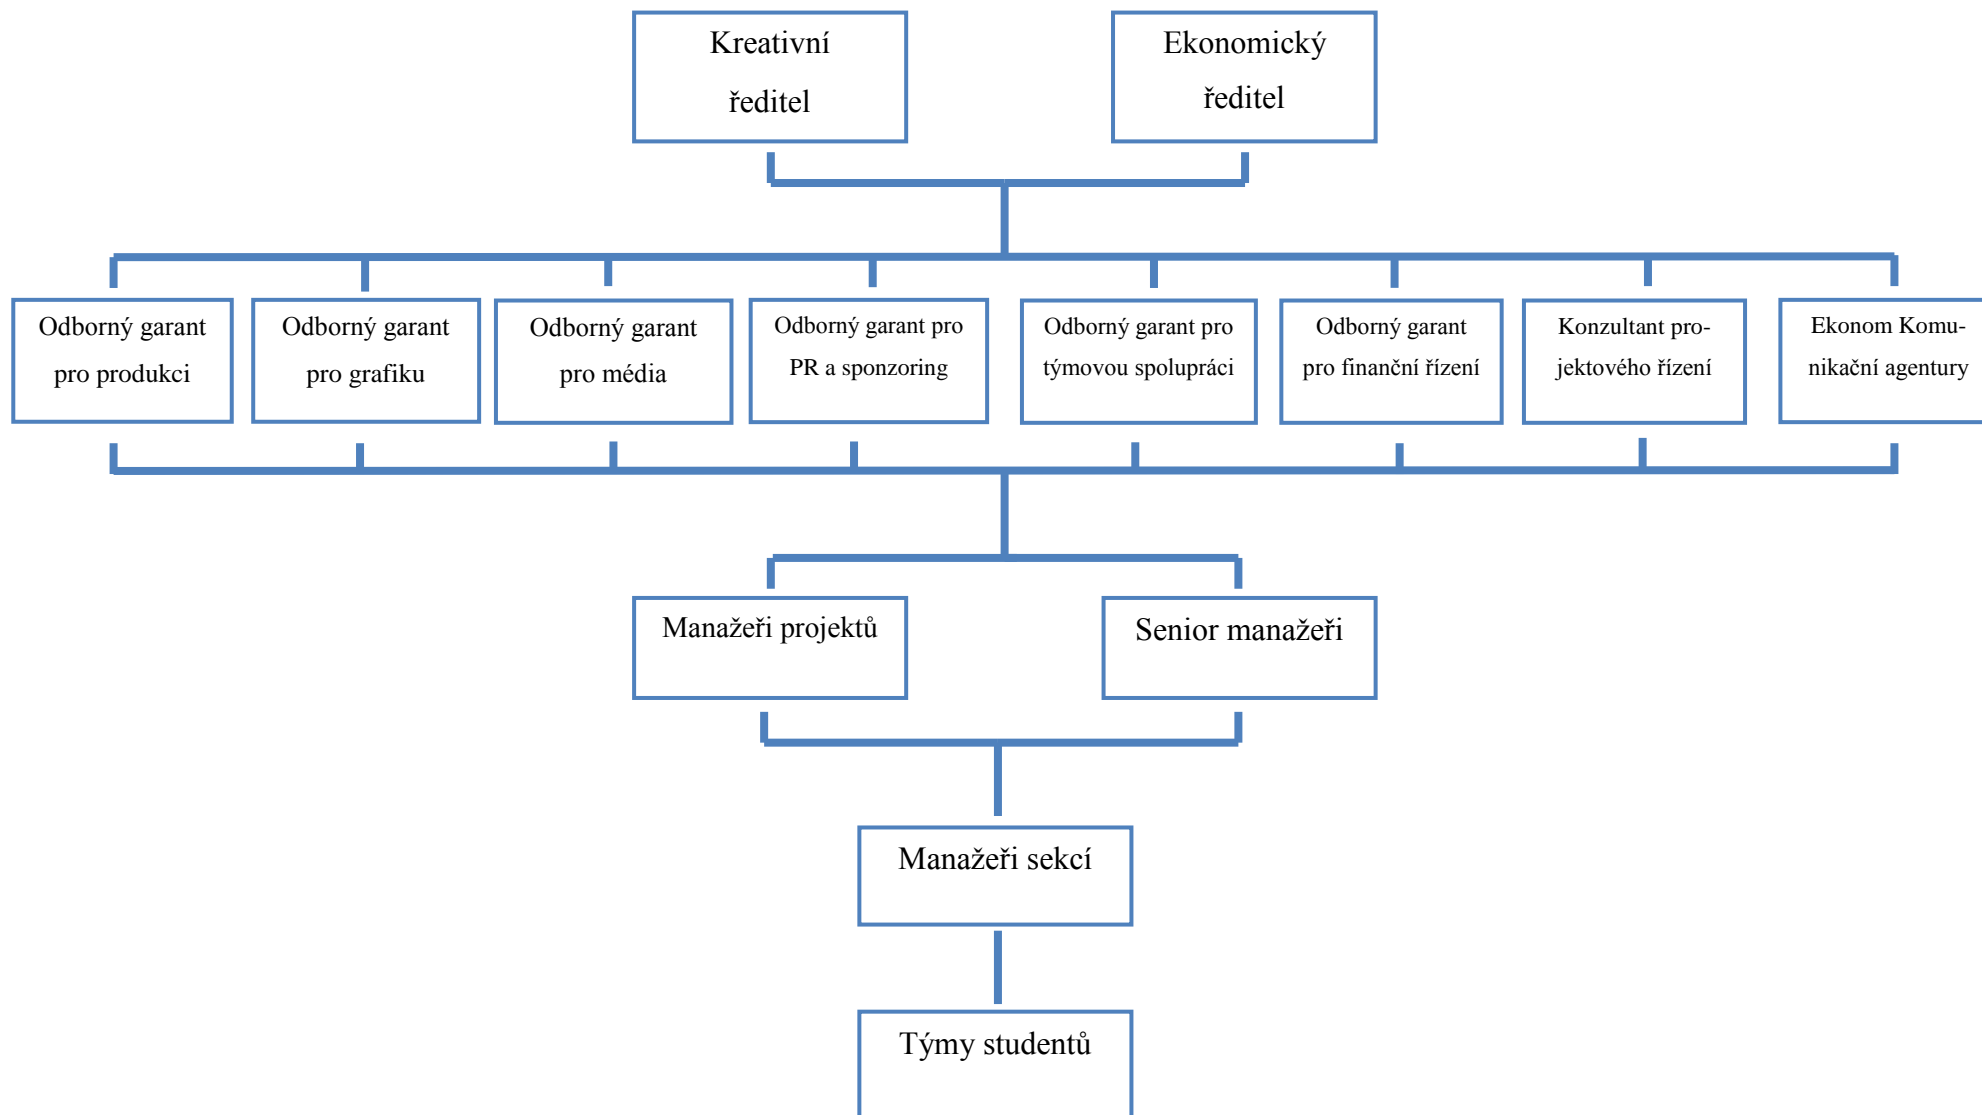 Kreativní
ředitel
Ekonomický
ředitel
Odborný garant
pro produkci
Odborný garant
pro grafiku
Odborný garant
pro média
Odborný garant pro
PR a sponzoring
Odborný garant pro
týmovou spolupráci
Odborný garant
pro finanční řízení
Konzultant pro-
jektového řízení
Ekonom Komu-
nikační agentury
Manažeři projektů
Senior manažeři
Manažeři sekcí
Týmy studentů